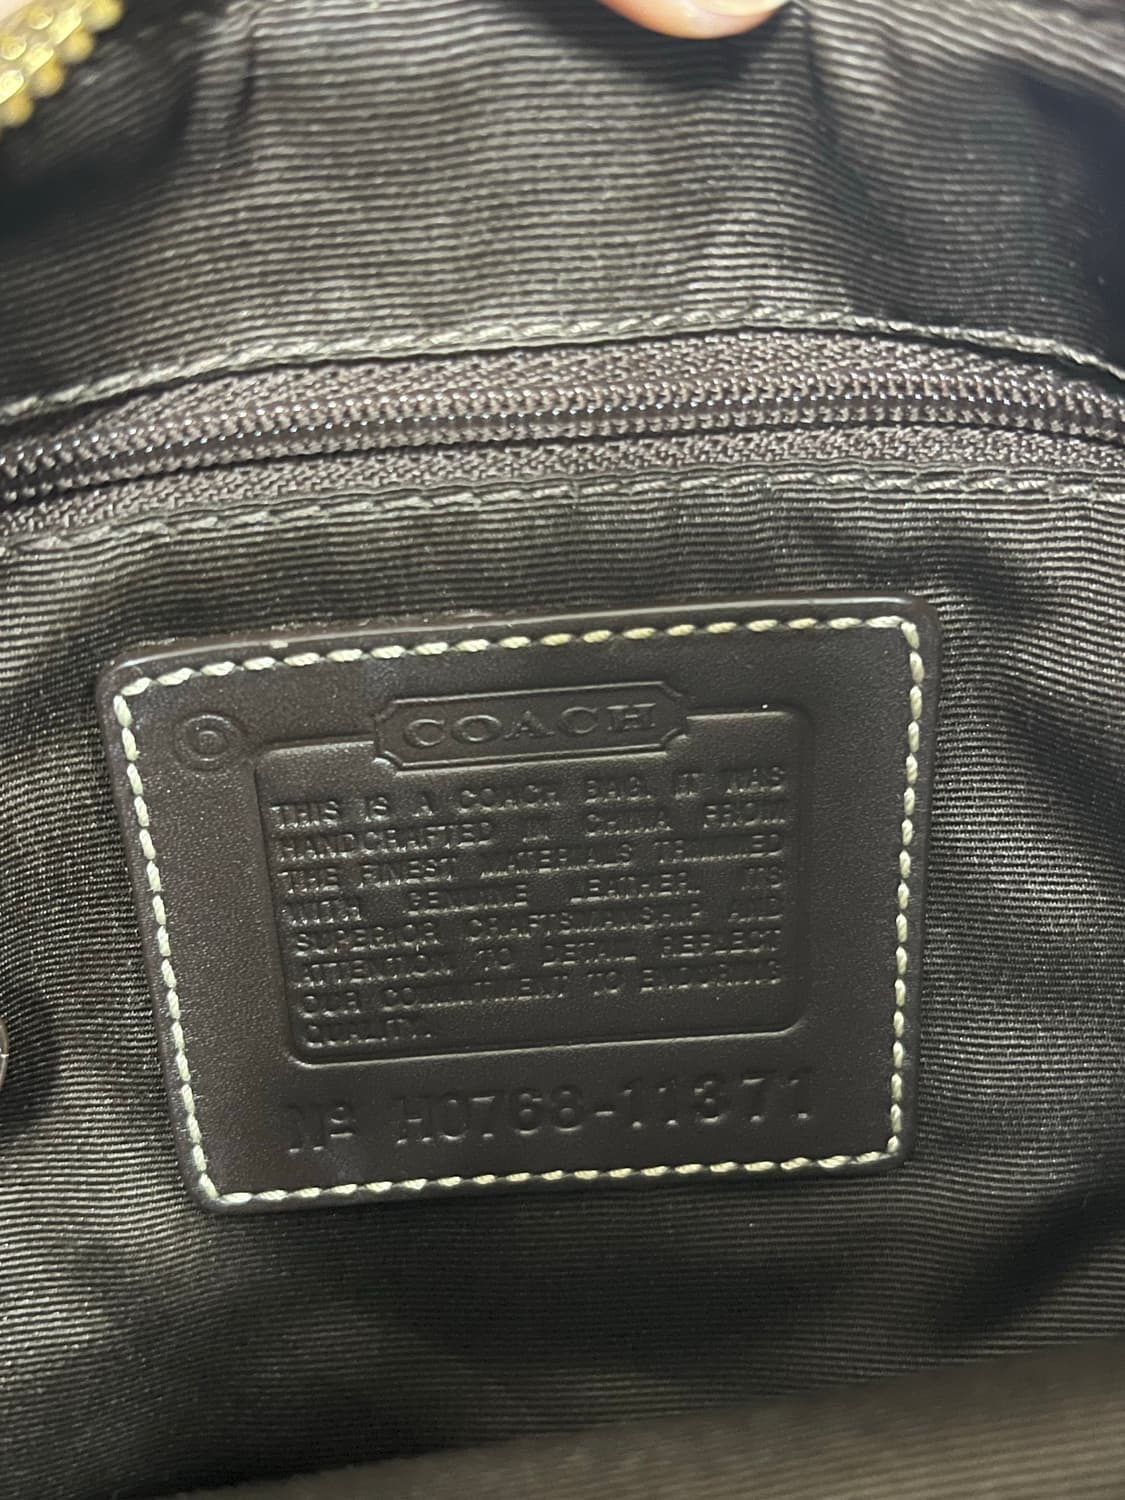 6
COACH
THIS IS A COACH BAG. IT WAS
HANDCRAFTED IN CHINA FROM
THE FINEST MATERIALS TRIMMED
WITH GENUINE LEATHER. ITS
SUPERIOR CRAFTSMANSHIP AND
ATTENTION TO DETAIL REFLECT
OUR COMMITMENT TO ENDURING
QUALITY.
Nº H0768-11371